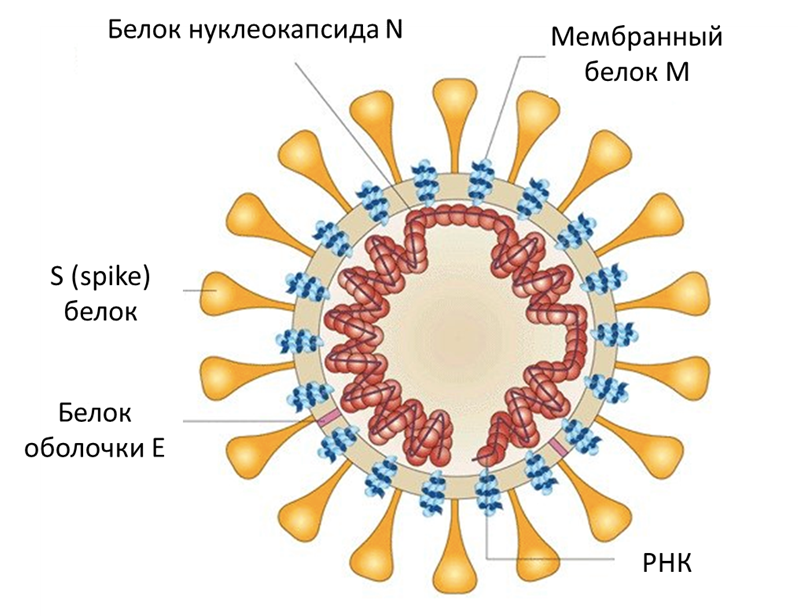 Белок нуклеокапсида N
Мембранный
белок M
S (spike)
белок
Белок
оболочки E
РНК